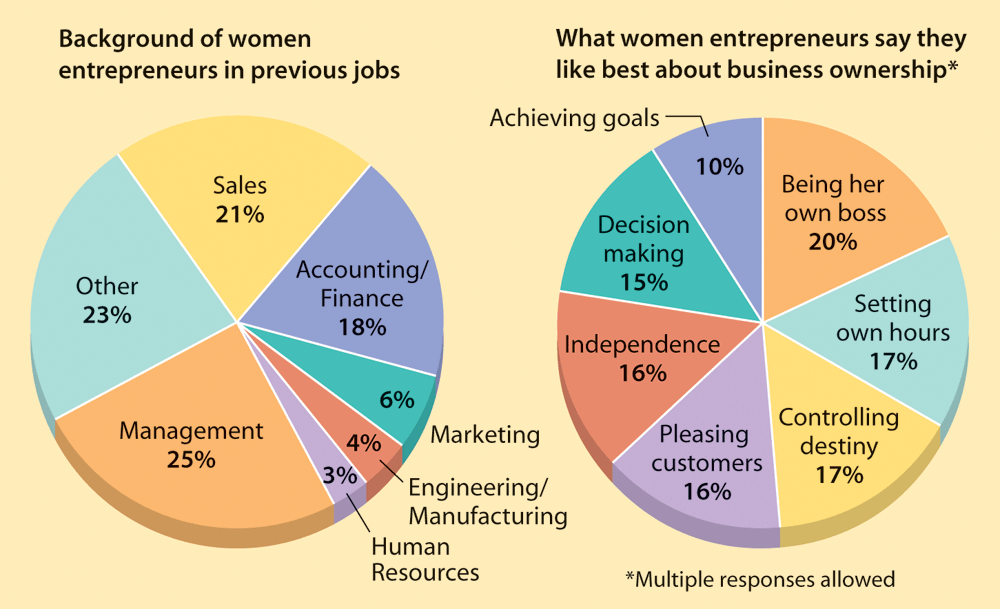 Background of women
entrepreneurs in previous jobs
Sales
21%
Accounting/
Finance
18%
6%
Marketing
4%
Engineering/
Manufacturing
3%
Human
Resources
Management
25%
Other
23%
What women entrepreneurs say they
like best about business ownership*
Achieving goals
10%
Being her
own boss
20%
Setting
own hours
17%
Controlling
destiny
17%
Pleasing
customers
16%
Independence
16%
Decision
making
15%
*Multiple responses allowed